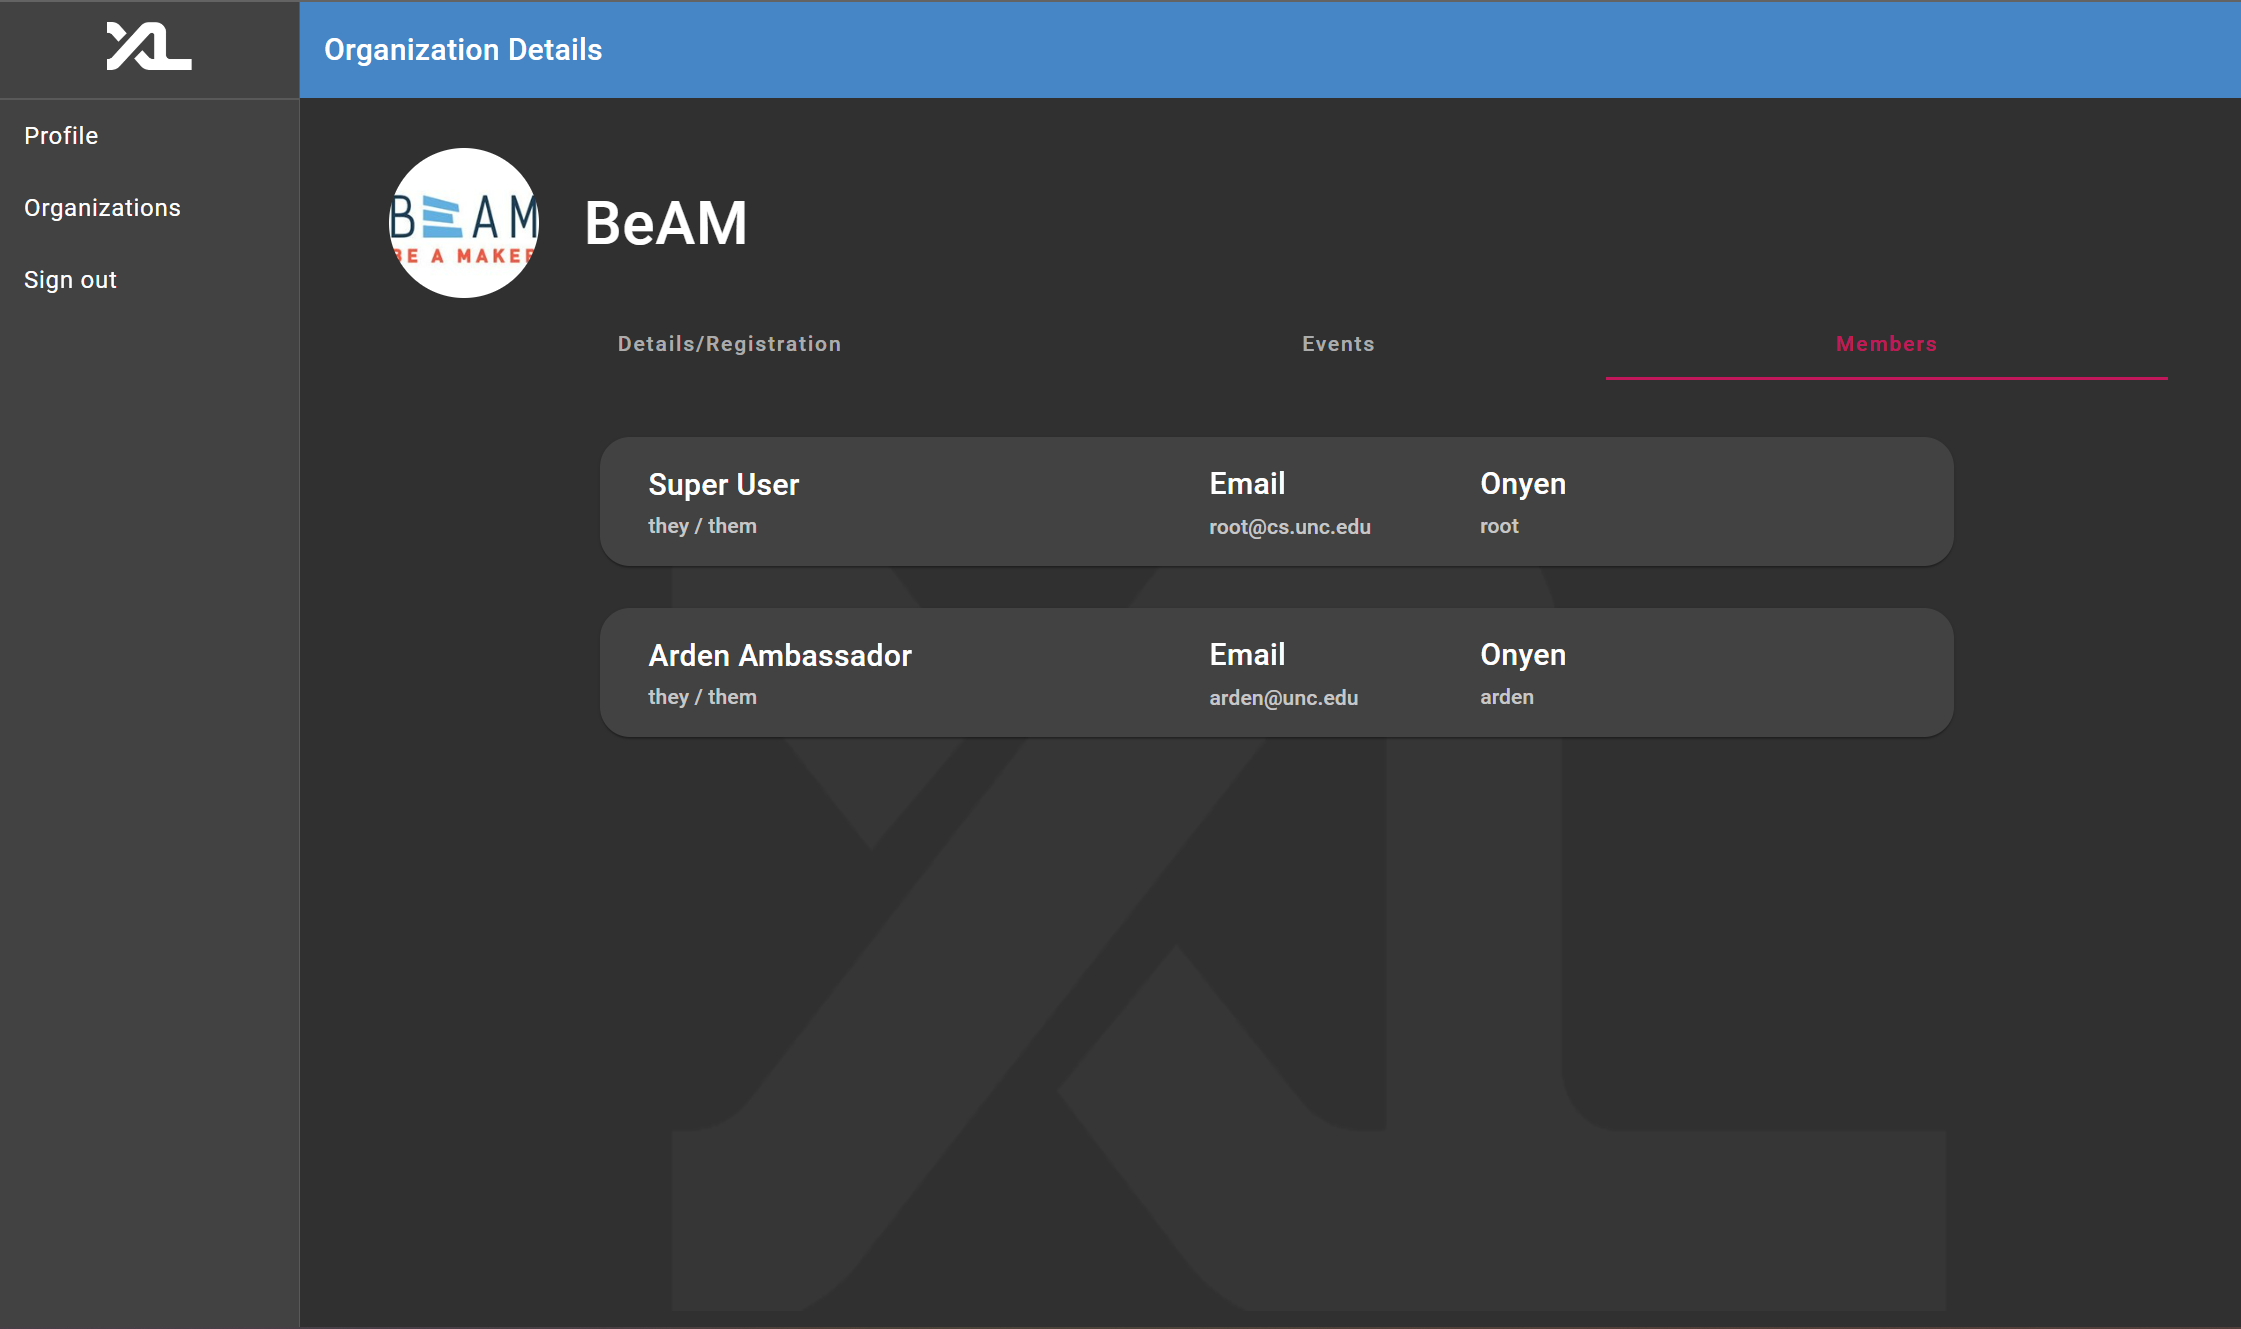 XL
Organization Details
Profile
Organizations
Sign out
BEAM
BE A MAKER
BeAM
Details/Registration
Events
Members
Super User
they / them
Email
root@cs.unc.edu
Onyen
root
Arden Ambassador
they / them
Email
arden@unc.edu
Onyen
arden